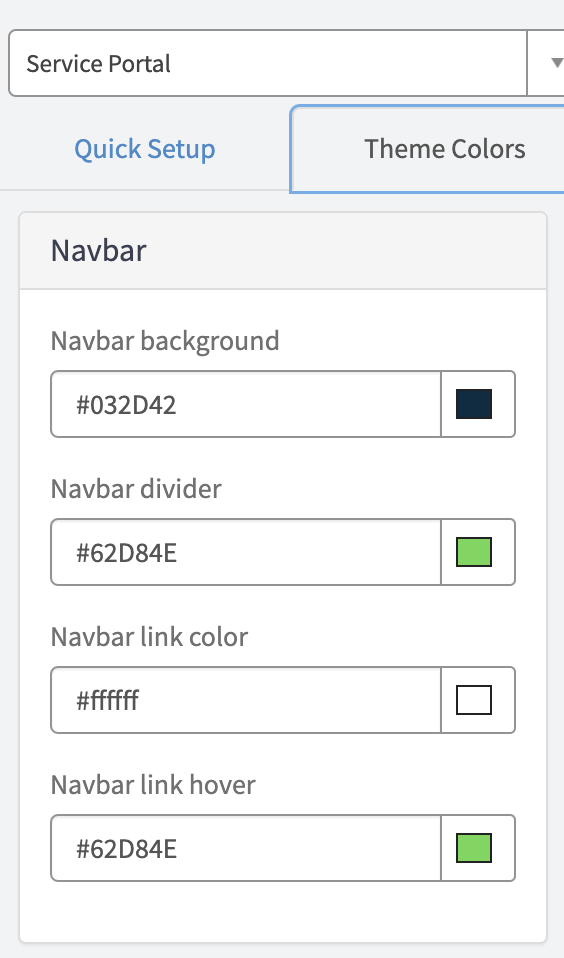 Service Portal
Quick Setup
Theme Colors
Navbar
Navbar background
#032D42
Navbar divider
#62D84E
Navbar link color
#ffffff
Navbar link hover
#62D84E